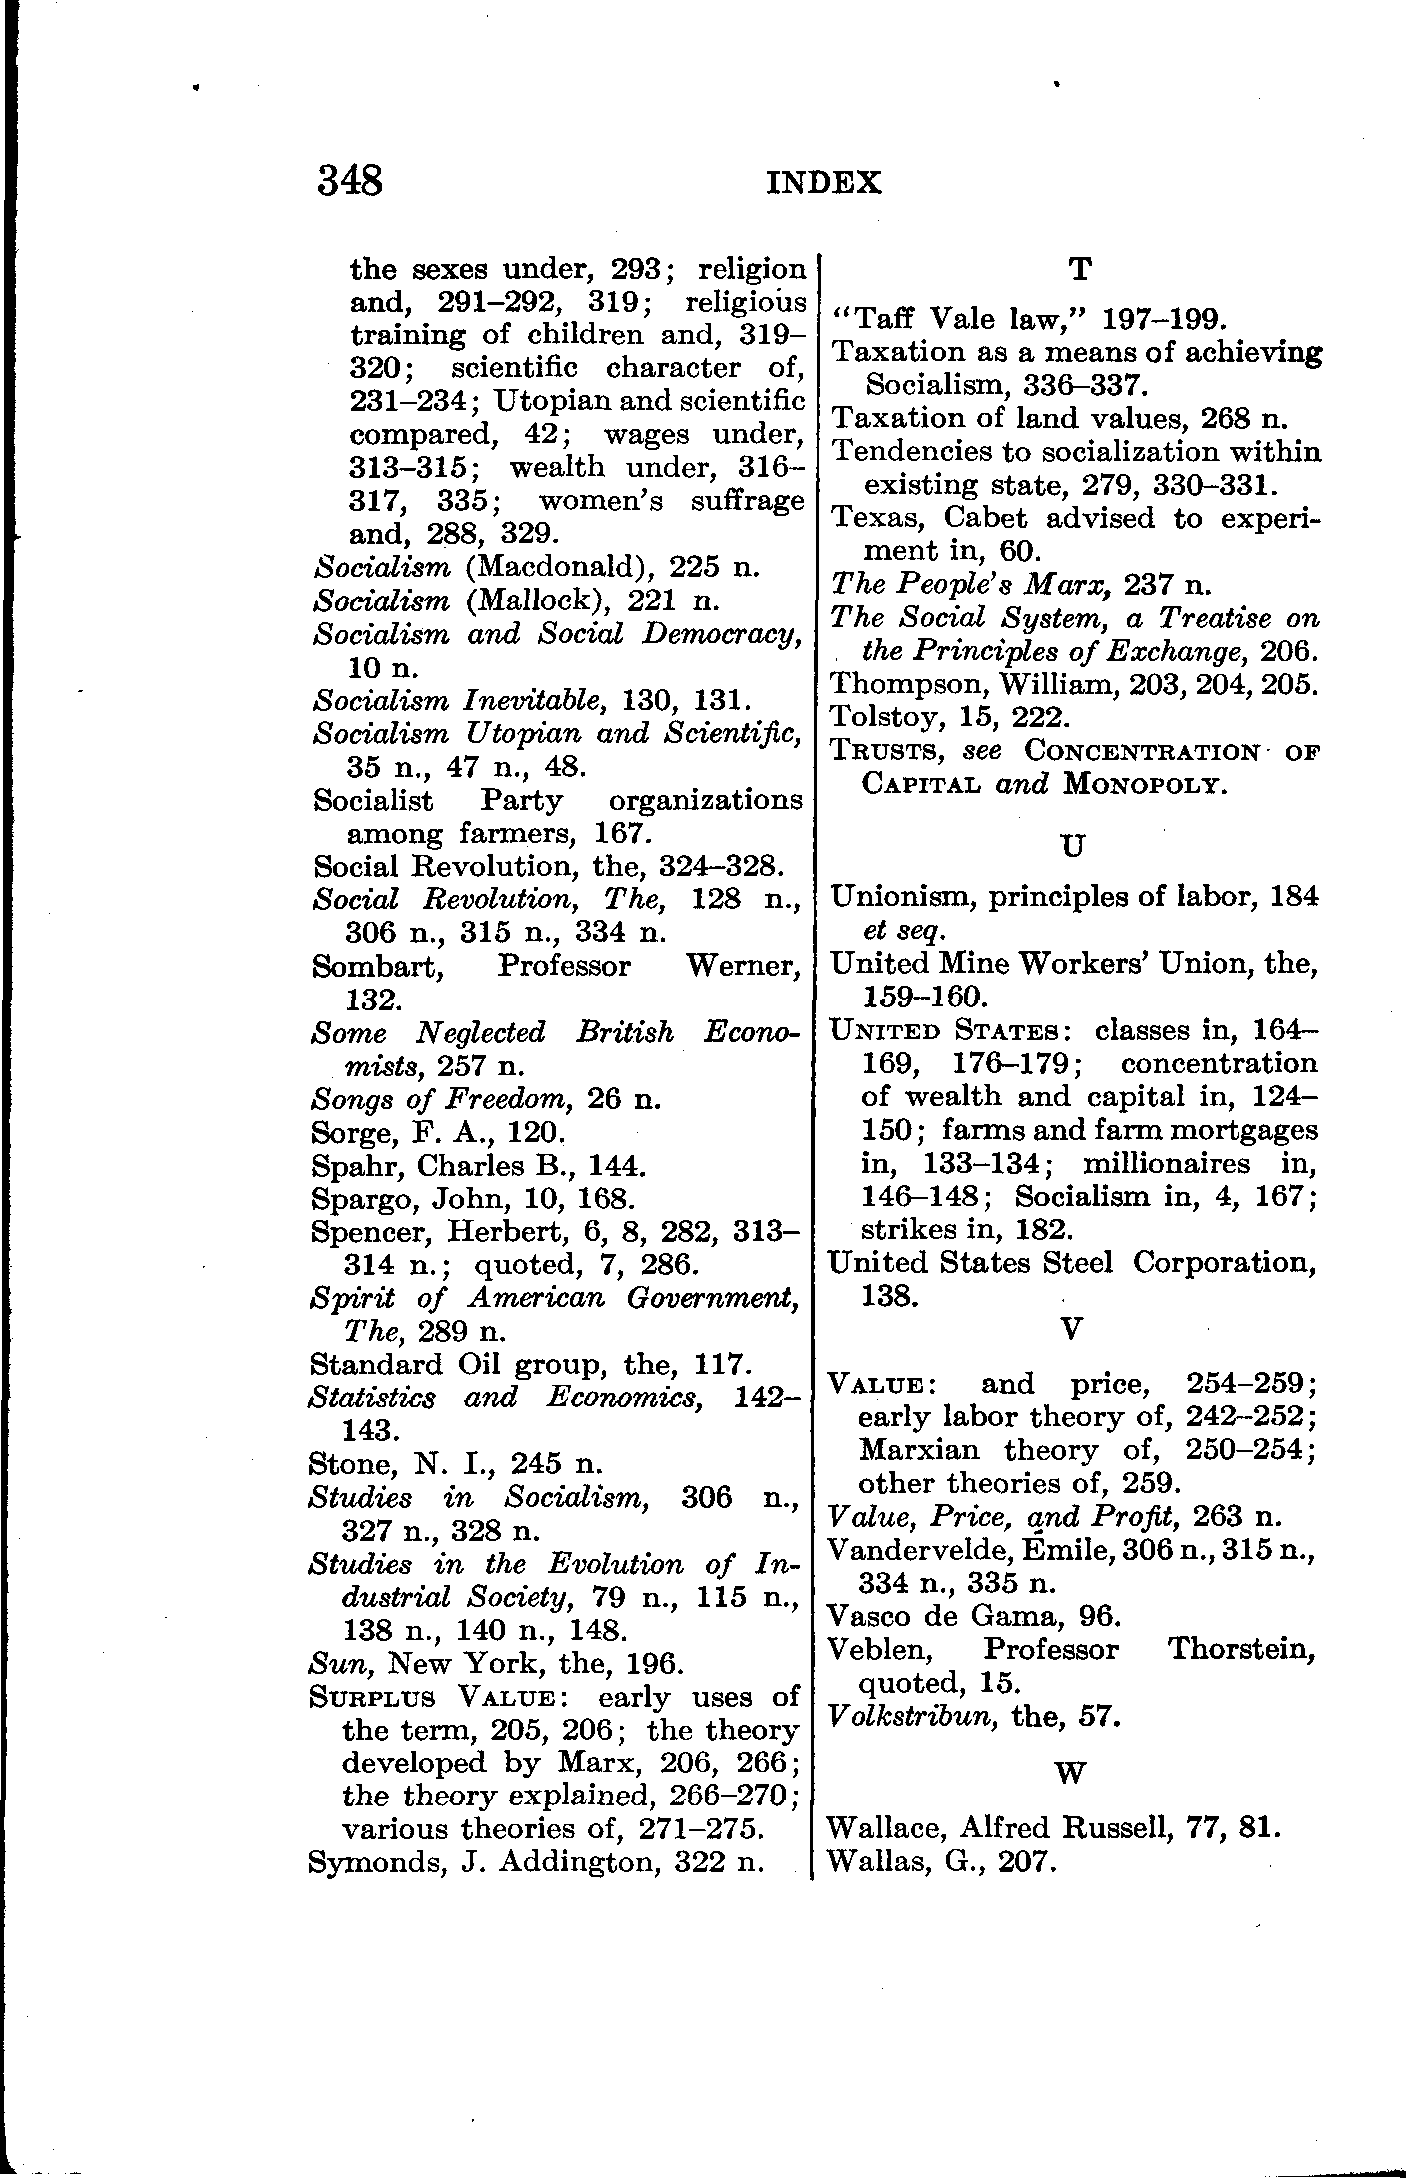 348
INDEX
the sexes under, 293; religion
and, 291–292, 319; religious
training of children and, 319–
320; scientific character of,
231–234; Utopian and scientific
compared, 42; wages under,
313–315; wealth under, 316–
317, 335; women's suffrage
and, 288, 329.
Socialism (Macdonald), 225 n.
Socialism (Mallock), 221 n.
Socialism and Social Democracy,
10 n.
Socialism Inevitable, 130, 131.
Socialism Utopian and Scientific,
35 n., 47 n., 48.
Socialist Party organizations
among farmers, 167.
Social Revolution, the, 324–328.
Social Revolution, The, 128 n.,
306 n., 315 n., 334 n.
Sombart, Professor Werner,
132.
Some Neglected British Econo-
mists, 257 n.
Songs of Freedom, 26 n.
Sorge, F. A., 120.
Spahr, Charles B., 144.
Spargo, John, 10, 168.
Spencer, Herbert, 6, 8, 282, 313–
314 n.; quoted, 7, 286.
Spirit of American Government,
The, 289 n.
Standard Oil group, the, 117.
Statistics and Economics, 142–
143.
Stone, N. I., 245 n.
Studies in Socialism, 306 n.,
327 n., 328 n.
Studies in the Evolution of In-
dustrial Society, 79 n., 115 n.,
138 n., 140 n., 148.
Sun, New York, the, 196.
SURPLUS VALUE: early uses of
the term, 205, 206; the theory
developed by Marx, 206, 266;
the theory explained, 266–270;
various theories of, 271–275.
Symonds, J. Addington, 322 n.
T
"Taff Vale law," 197–199.
Taxation as a means of achieving
Socialism, 336–337.
Taxation of land values, 268 n.
Tendencies to socialization within
existing state, 279, 330–331.
Texas, Cabet advised to experi-
ment in, 60.
The People's Marx, 237 n.
The Social System, a Treatise on
the Principles of Exchange, 206.
Thompson, William, 203, 204, 205.
Tolstoy, 15, 222.
TRUSTS, see CONCENTRATION OF
CAPITAL and MONOPOLY.
U
Unionism, principles of labor, 184
et seq.
United Mine Workers' Union, the,
159–160.
UNITED STATES: classes in, 164–
169, 176–179; concentration
of wealth and capital in, 124–
150; farms and farm mortgages
in, 133–134; millionaires in,
146–148; Socialism in, 4, 167;
strikes in, 182.
United States Steel Corporation,
138.
V
VALUE: and price, 254–259;
early labor theory of, 242–252;
Marxian theory of, 250–254;
other theories of, 259.
Value, Price, and Profit, 263 n.
Vandervelde, Émile, 306 n., 315 n.,
334 n., 335 n.
Vasco de Gama, 96.
Veblen, Professor Thorstein,
quoted, 15.
Volkstribun, the, 57.
W
Wallace, Alfred Russell, 77, 81.
Wallas, G., 207.